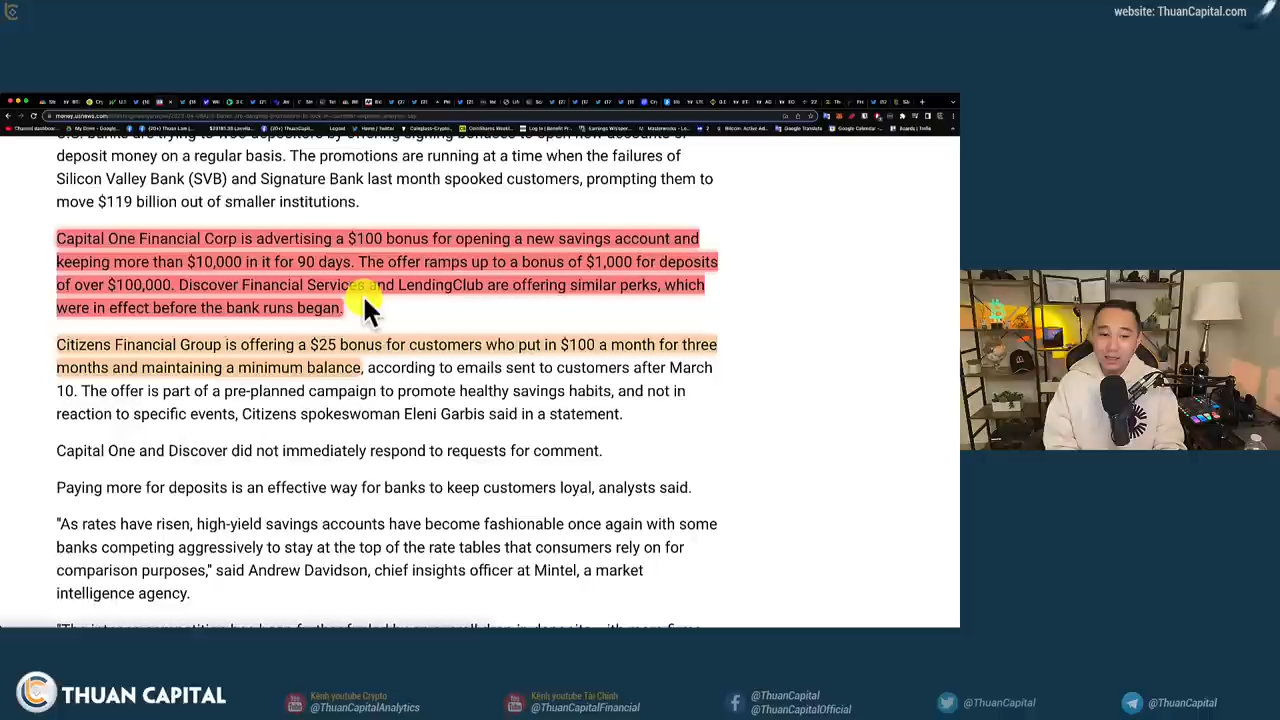 website: ThuanCapital.com
deposit money on a regular basis. The promotions are running at a time when the failures of
Silicon Valley Bank (SVB) and Signature Bank last month spooked customers, prompting them to
move $119 billion out of smaller institutions.
Capital One Financial Corp is advertising a $100 bonus for opening a new savings account and
keeping more than $10,000 in it for 90 days. The offer ramps up to a bonus of $1,000 for deposits
of over $100,000. Discover Financial Services and LendingClub are offering similar perks, which
were in effect before the bank runs began.
Citizens Financial Group is offering a $25 bonus for customers who put in $100 a month for three
months and maintaining a minimum balance, according to emails sent to customers after March
10. The offer is part of a pre-planned campaign to promote healthy savings habits, and not in
reaction to specific events, Citizens spokeswoman Eleni Garbis said in a statement.
Capital One and Discover did not immediately respond to requests for comment.
Paying more for deposits is an effective way for banks to keep customers loyal, analysts said.
"As rates have risen, high-yield savings accounts have become fashionable once again with some
banks competing aggressively to stay at the top of the rate tables that consumers rely on for
comparison purposes," said Andrew Davidson, chief insights officer at Mintel, a market
intelligence agency.
THUAN CAPITAL
Kênh youtube Crypto
@ThuanCapitalAnalytics
Kênh youtube Tài Chính
@ThuanCapitalFinancial
@ThuanCapital
@ThuanCapitalOfficial
@ThuanCapital
@ThuanCapital